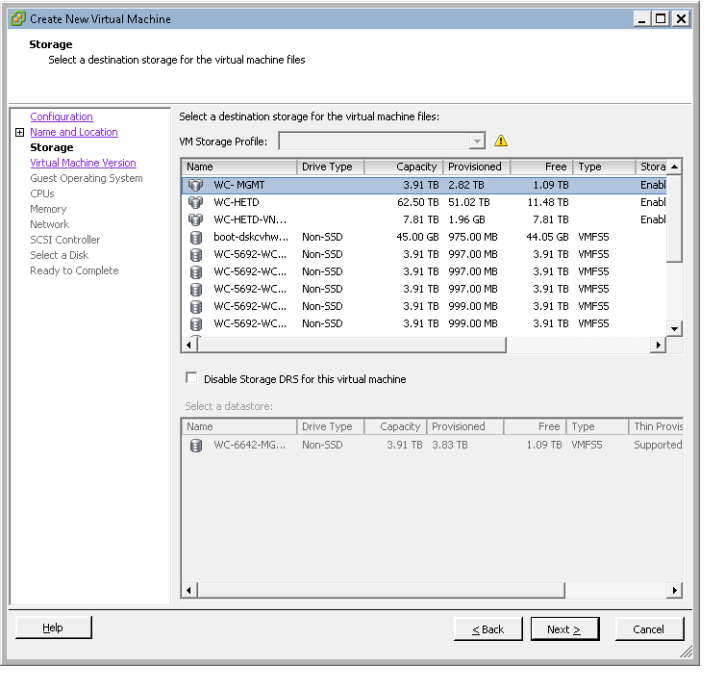 Create New Virtual Machine
Storage
Select a destination storage for the virtual machine files
Configuration
Name and Location
Storage
Virtual Machine Version
Guest Operating System
CPUs
Memory
Network
SCSI Controller
Select a Disk
Ready to Complete
Select a destination storage for the virtual machine files:
VM Storage Profile:
Name Drive Type Capacity Provisioned Free Type Stora
WC- MGMT 3.91 TB 2.82 TB 1.09 TB Enabl
WC-HETD 62.50 TB 51.02 TB 11.48 TB Enabl
WC-HETD-VN... 7.81 TB 1.96 GB 7.81 TB Enabl
boot-dskcvhw... Non-SSD 45.00 GB 975.00 MB 44.05 GB VMFS5
WC-5692-WC... Non-SSD 3.91 TB 997.00 MB 3.91 TB VMFS5
WC-5692-WC... Non-SSD 3.91 TB 997.00 MB 3.91 TB VMFS5
WC-5692-WC... Non-SSD 3.91 TB 997.00 MB 3.91 TB VMFS5
WC-5692-WC... Non-SSD 3.91 TB 999.00 MB 3.91 TB VMFS5
WC-5692-WC... Non-SSD 3.91 TB 999.00 MB 3.91 TB VMFS5
Disable Storage DRS for this virtual machine
Select a datastore:
Name Drive Type Capacity Provisioned Free Type Thin Provis
WC-6642-MG... Non-SSD 3.91 TB 3.83 TB 1.09 TB VMFS5 Supported
Help
< Back
Next >
Cancel